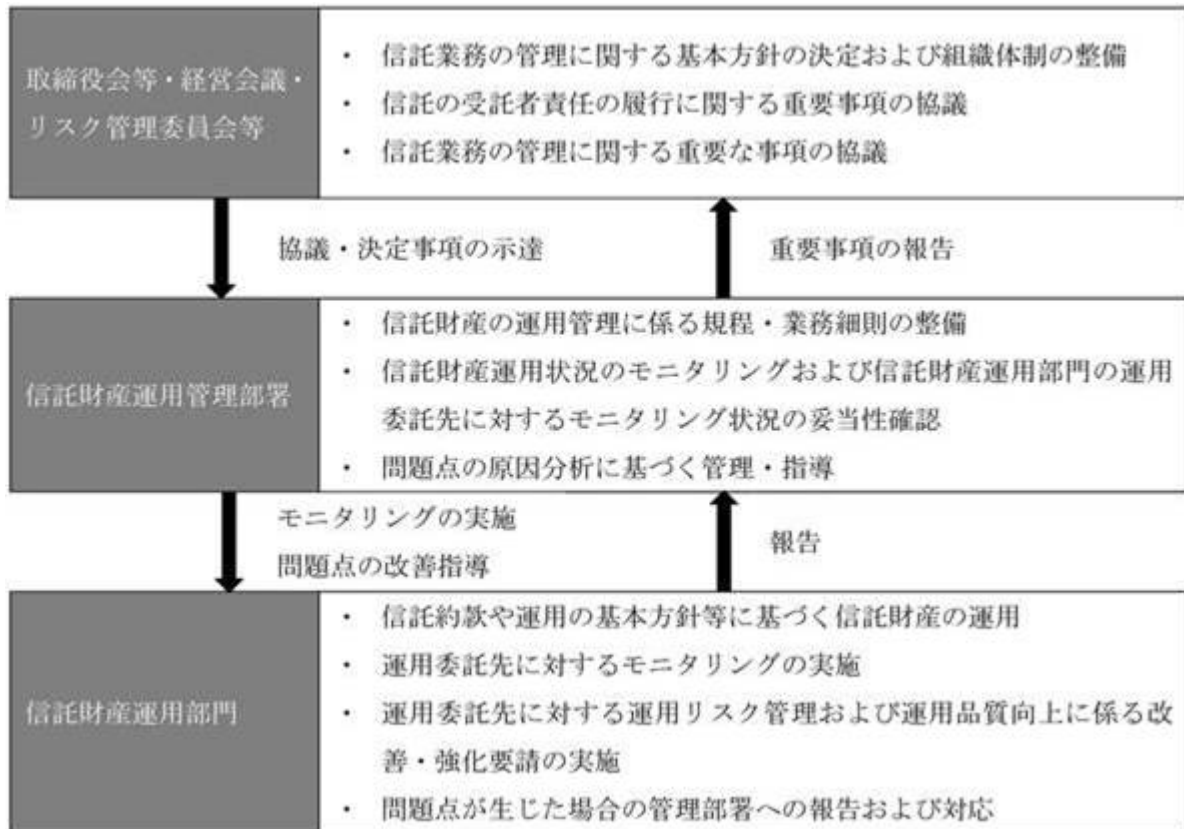 取締役会等・経営会議・
リスク管理委員会等
・ 信託業務の管理に関する基本方針の決定および組織体制の整備
・ 信託の受託者責任の履行に関する重要事項の協議
・ 信託業務の管理に関する重要な事項の協議
協議・決定事項の示達
重要事項の報告
信託財産運用管理部署
・ 信託財産の運用管理に係る規程・業務細則の整備
・ 信託財産運用状況のモニタリングおよび信託財産運用部門の運用
委託先に対するモニタリング状況の妥当性確認
・ 問題点の原因分析に基づく管理・指導
モニタリングの実施
問題点の改善指導
報告
信託財産運用部門
・ 信託約款や運用の基本方針等に基づく信託財産の運用
・ 運用委託先に対するモニタリングの実施
・ 運用委託先に対する運用リスク管理および運用品質向上に係る改
善・強化要請の実施
・ 問題点が生じた場合の管理部署への報告および対応